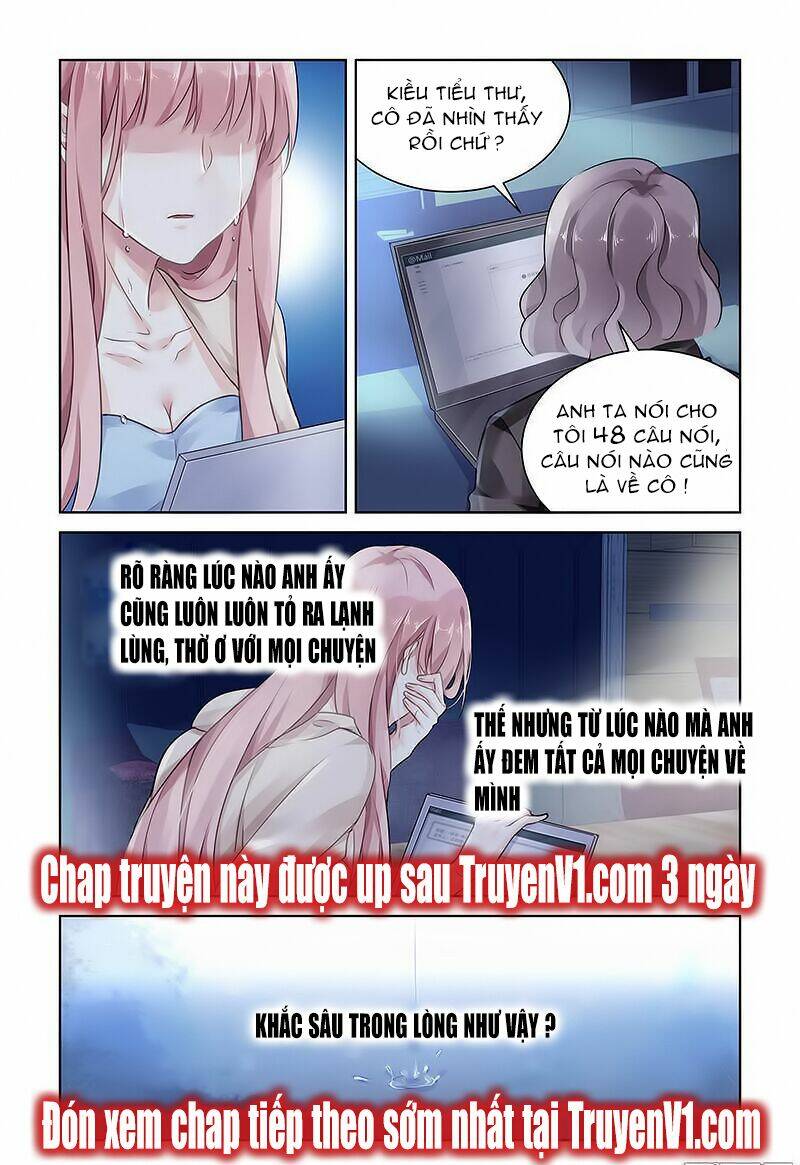 KIỀU TIỂU THƯ,
CÔ ĐÃ NHÌN THẤY
RỒI CHỨ ?
@Mail
ANH TA NÓI CHO
TÔI 48 CÂU NÓI,
CÂU NÓI NÀO CŨNG
LÀ VỀ CÔ !
RÕ RÀNG LÚC NÀO ANH ẤY
CŨNG LUÔN LUÔN TỎ RA LẠNH
LÙNG, THỜ Ơ VỚI MỌI CHUYỆN
THẾ NHƯNG TỪ LÚC NÀO MÀ ANH
ẤY ĐEM TẤT CẢ MỌI CHUYỆN VỀ
MÌNH
Chap truyện này được up sau TruyenV1.com 3 ngày
KHẮC SÂU TRONG LÒNG NHƯ VẬY ?
Đón xem chap tiếp theo sớm nhất tại TruyenV1.com